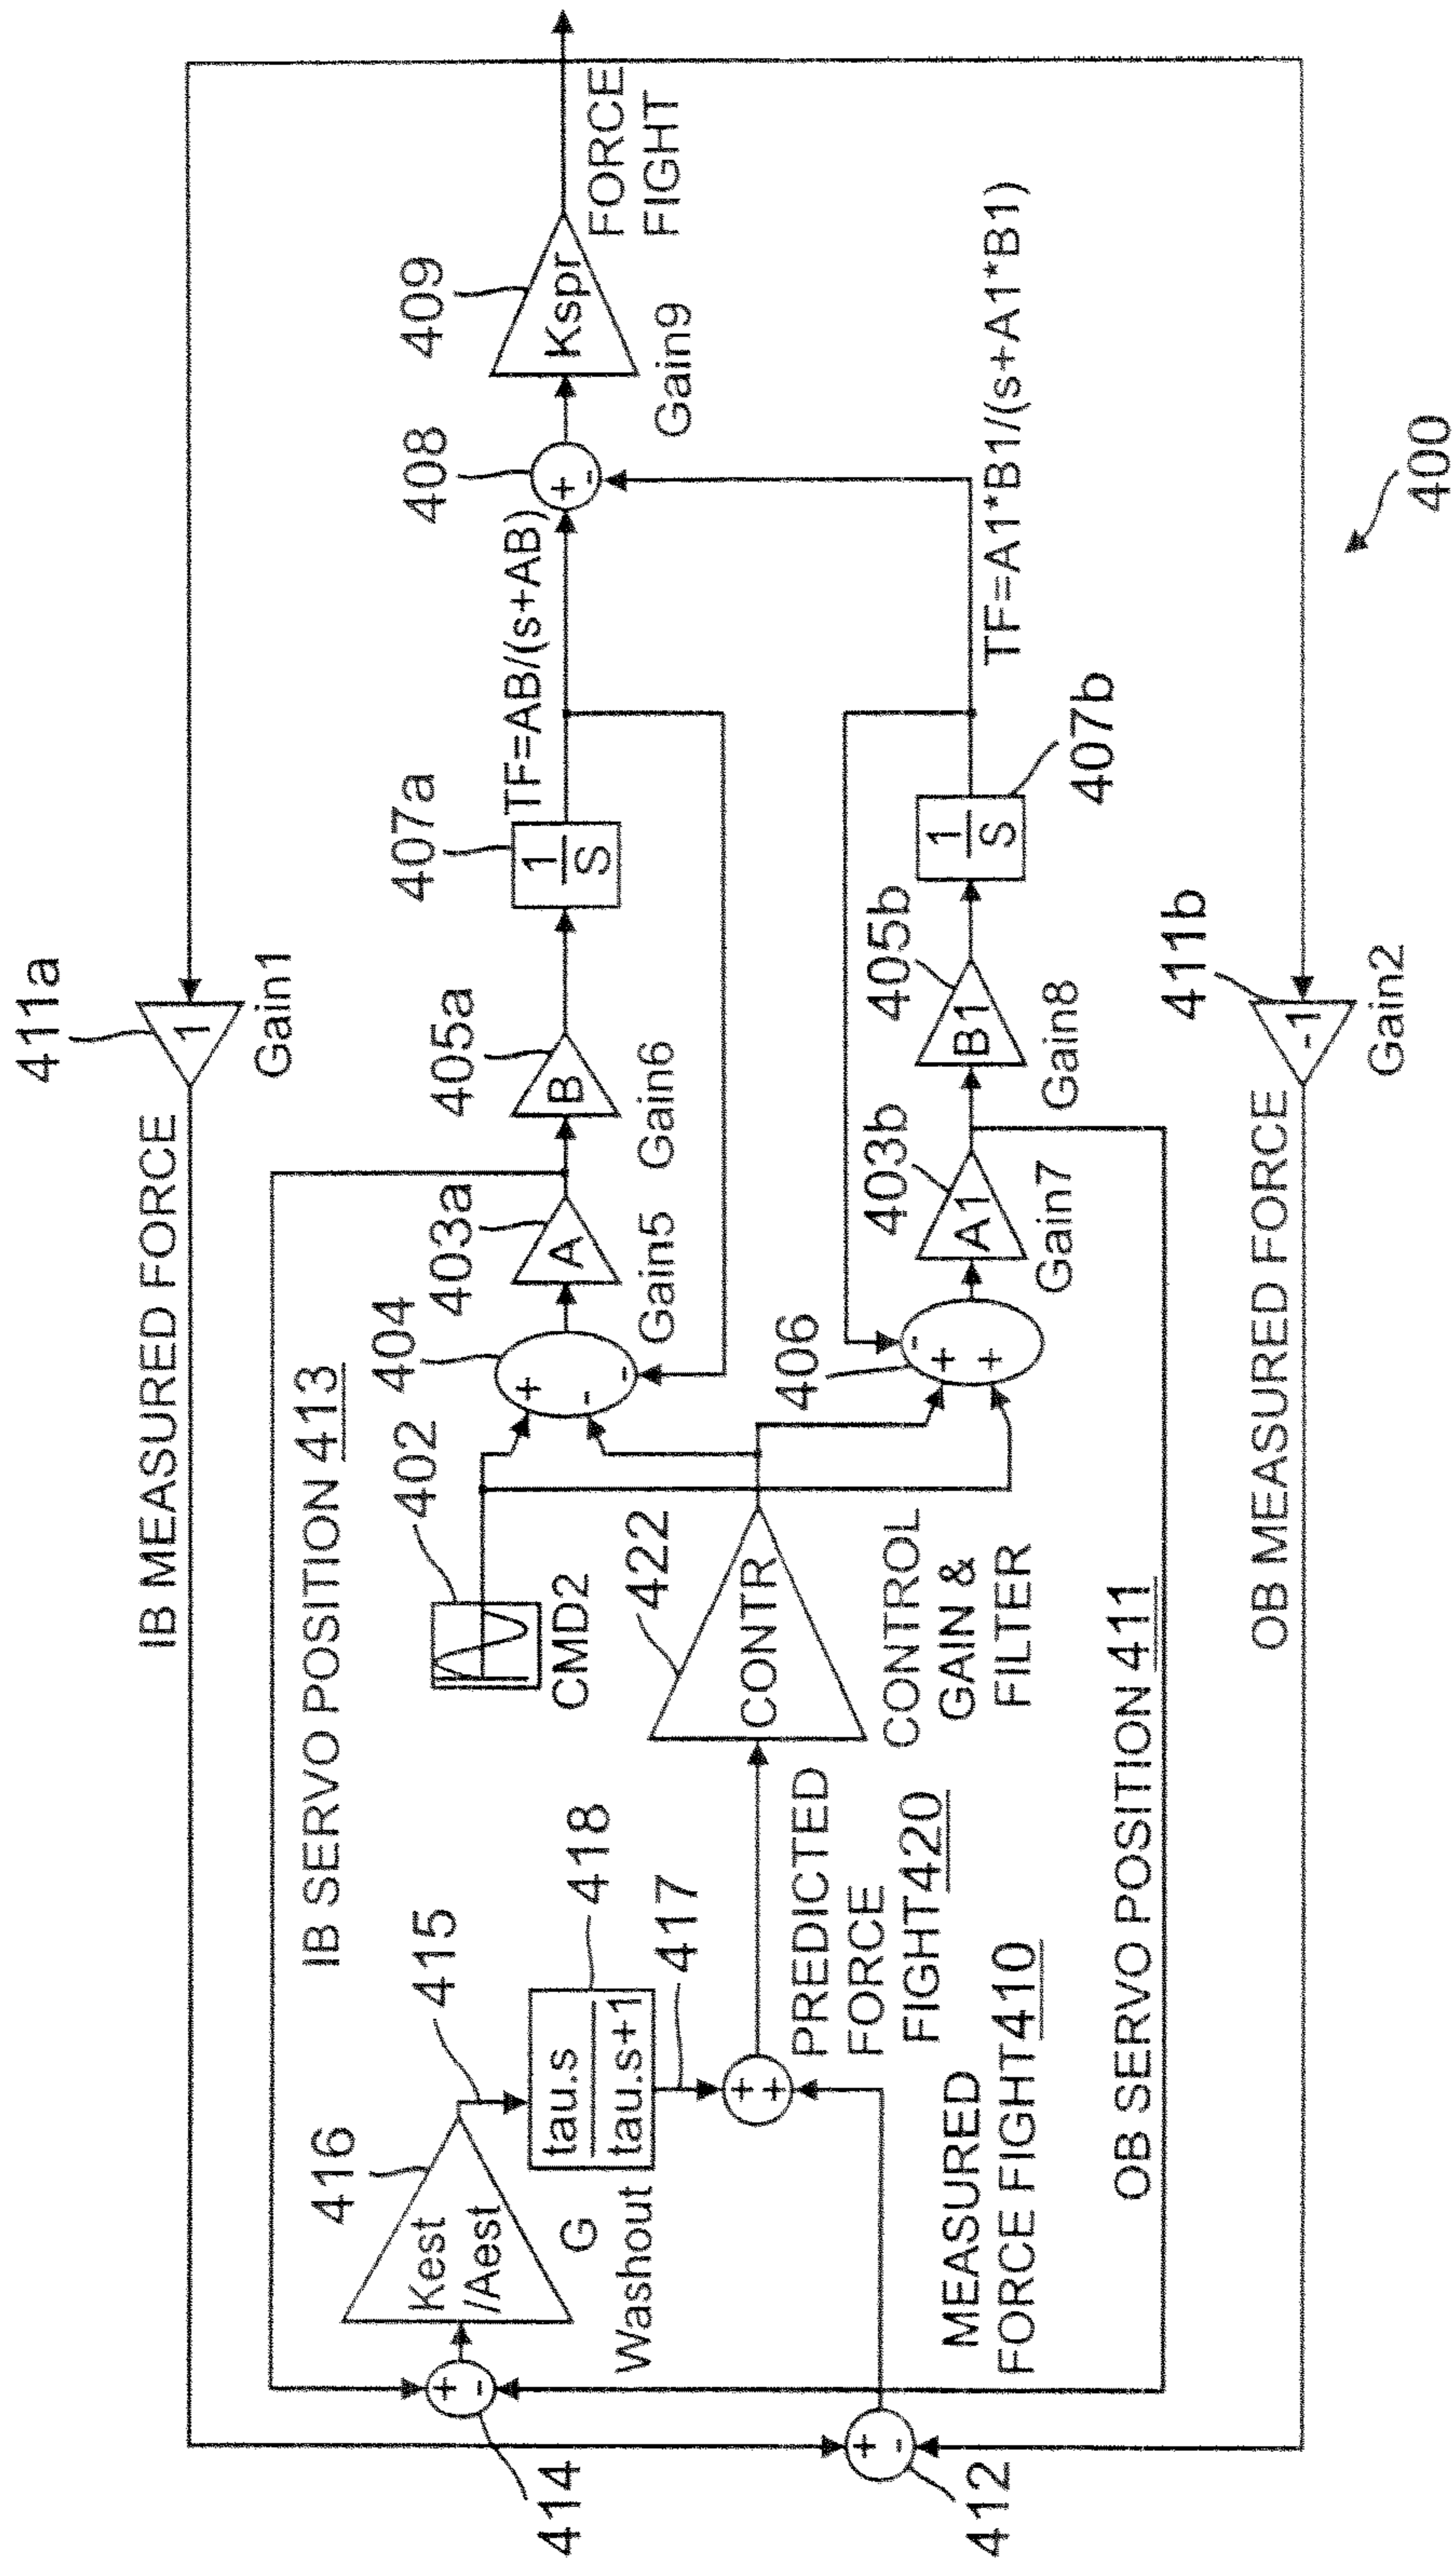 411a
1
Gain1
IB MEASURED FORCE
IB SERVO POSITION 413
416
Kest
/Aest
415
G
Washout
tau.s
tau.s+1
418
417
+
-
414
+
-
412
+
+
PREDICTED
FORCE
FIGHT420
MEASURED
FORCE FIGHT410
402
CMD2
422
CONTR
CONTROL
GAIN &
FILTER
404
+
-
-
403a
A
Gain5
405a
B
Gain6
407a
1
S
TF=AB/(s+AB)
408
+
-
409
Kspr
Gain9
FORCE
FIGHT
406
-
+
+
403b
A1
Gain7
405b
B1
Gain8
1
S
407b
TF=A1*B1/(s+A1*B1)
OB SERVO POSITION 411
OB MEASURED FORCE
411b
-1
Gain2
400